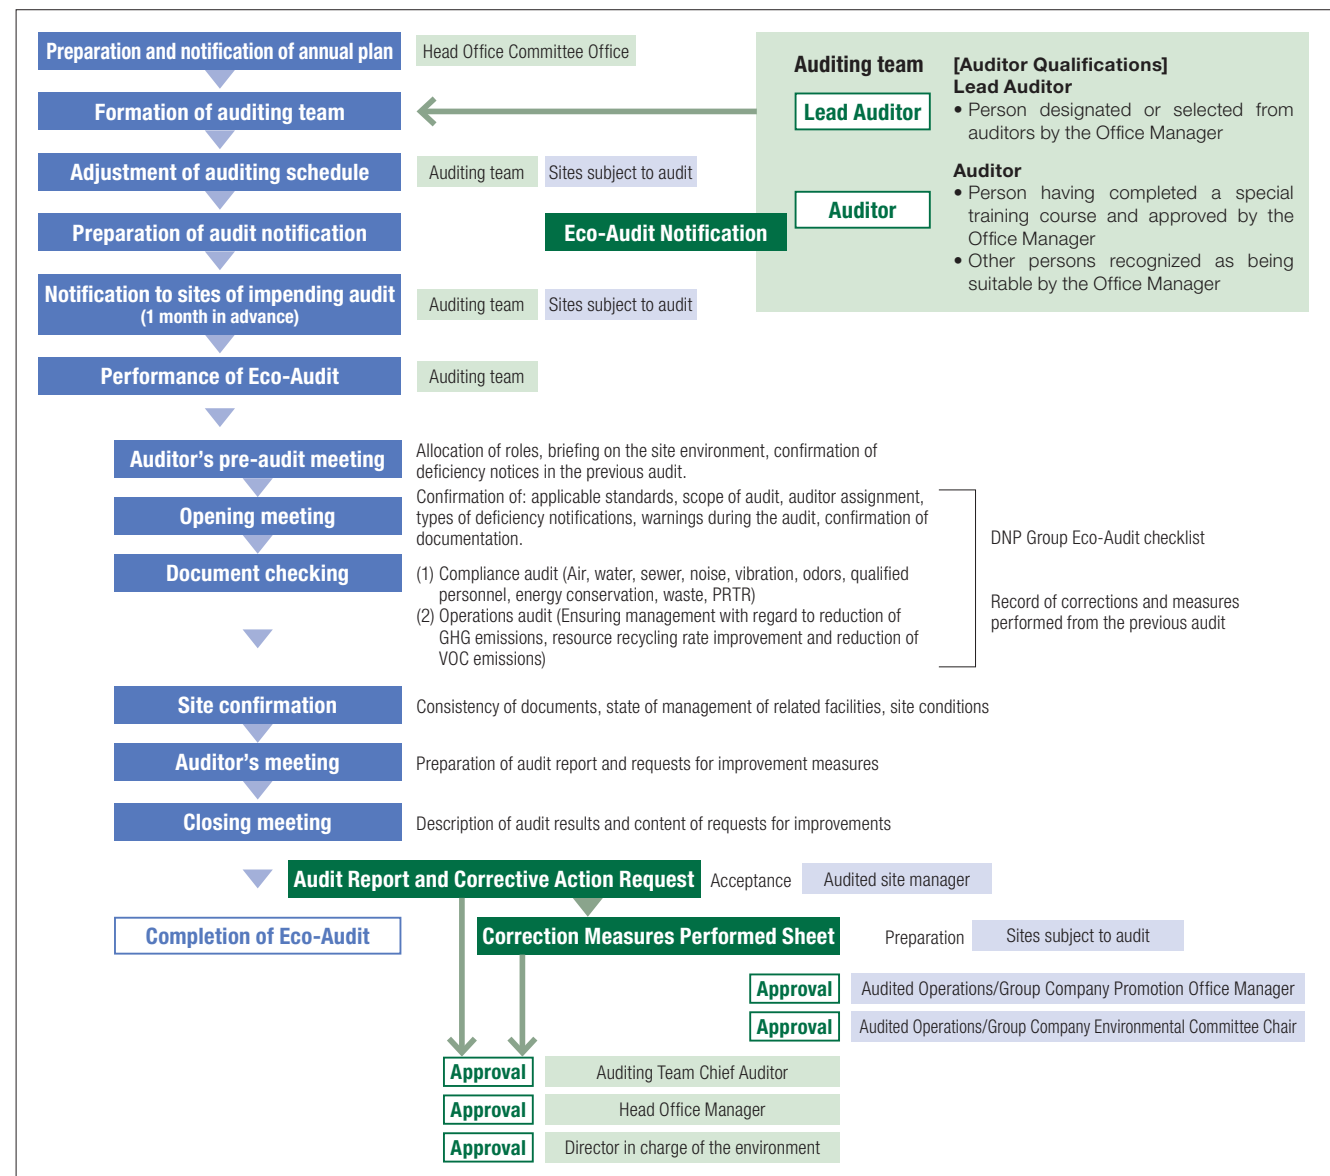 Preparation and notification of annual plan
Head Office Committee Office
Formation of auditing team
Adjustment of auditing schedule
Auditing team
Sites subject to audit
Preparation of audit notification
Eco-Audit Notification
Notification to sites of impending audit
(1 month in advance)
Auditing team
Sites subject to audit
Performance of Eco-Audit
Auditing team
Auditing team
Lead Auditor
Auditor
[Auditor Qualifications]
Lead Auditor
• Person designated or selected from
auditors by the Office Manager
Auditor
• Person having completed a special
training course and approved by the
Office Manager
• Other persons recognized as being
suitable by the Office Manager
Auditor's pre-audit meeting
Allocation of roles, briefing on the site environment, confirmation of
deficiency notices in the previous audit.
Opening meeting
Confirmation of: applicable standards, scope of audit, auditor assignment,
types of deficiency notifications, warnings during the audit, confirmation of
documentation.
Document checking
(1) Compliance audit (Air, water, sewer, noise, vibration, odors, qualified
personnel, energy conservation, waste, PRTR)
(2) Operations audit (Ensuring management with regard to reduction of
GHG emissions, resource recycling rate improvement and reduction of
VOC emissions)
DNP Group Eco-Audit checklist
Record of corrections and measures
performed from the previous audit
Site confirmation
Consistency of documents, state of management of related facilities, site conditions
Auditor's meeting
Preparation of audit report and requests for improvement measures
Closing meeting
Description of audit results and content of requests for improvements
Audit Report and Corrective Action Request
Acceptance
Audited site manager
Completion of Eco-Audit
Correction Measures Performed Sheet
Preparation
Sites subject to audit
Approval
Audited Operations/Group Company Promotion Office Manager
Approval
Audited Operations/Group Company Environmental Committee Chair
Approval
Auditing Team Chief Auditor
Approval
Head Office Manager
Approval
Director in charge of the environment